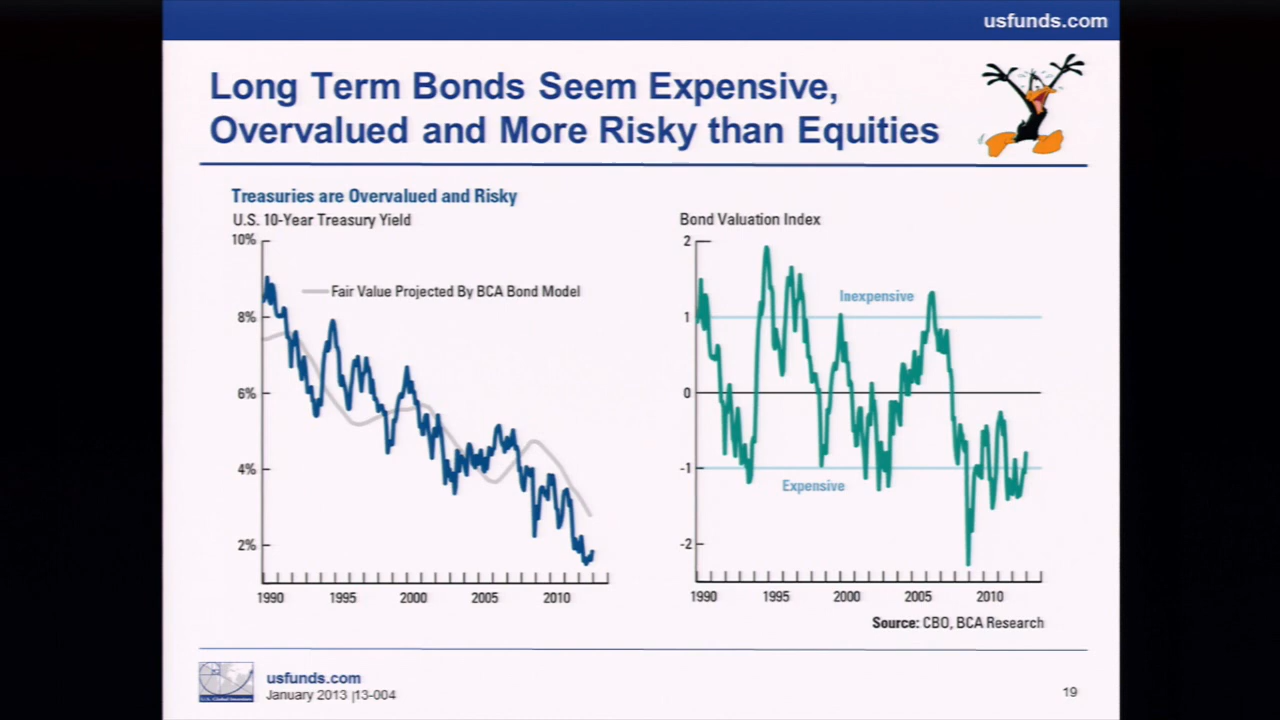 usfunds.com
Long Term Bonds Seem Expensive,
Overvalued and More Risky than Equities
Treasuries are Overvalued and Risky
U.S. 10-Year Treasury Yield
10%
8%
6%
4%
2%
Fair Value Projected By BCA Bond Model
1990 1995 2000 2005 2010
Bond Valuation Index
2
1
0
-1
-2
Inexpensive
Expensive
1990 1995 2000 2005 2010
Source: CBO, BCA Research
U.S. Global Investors
usfunds.com
January 2013 |13-004
19